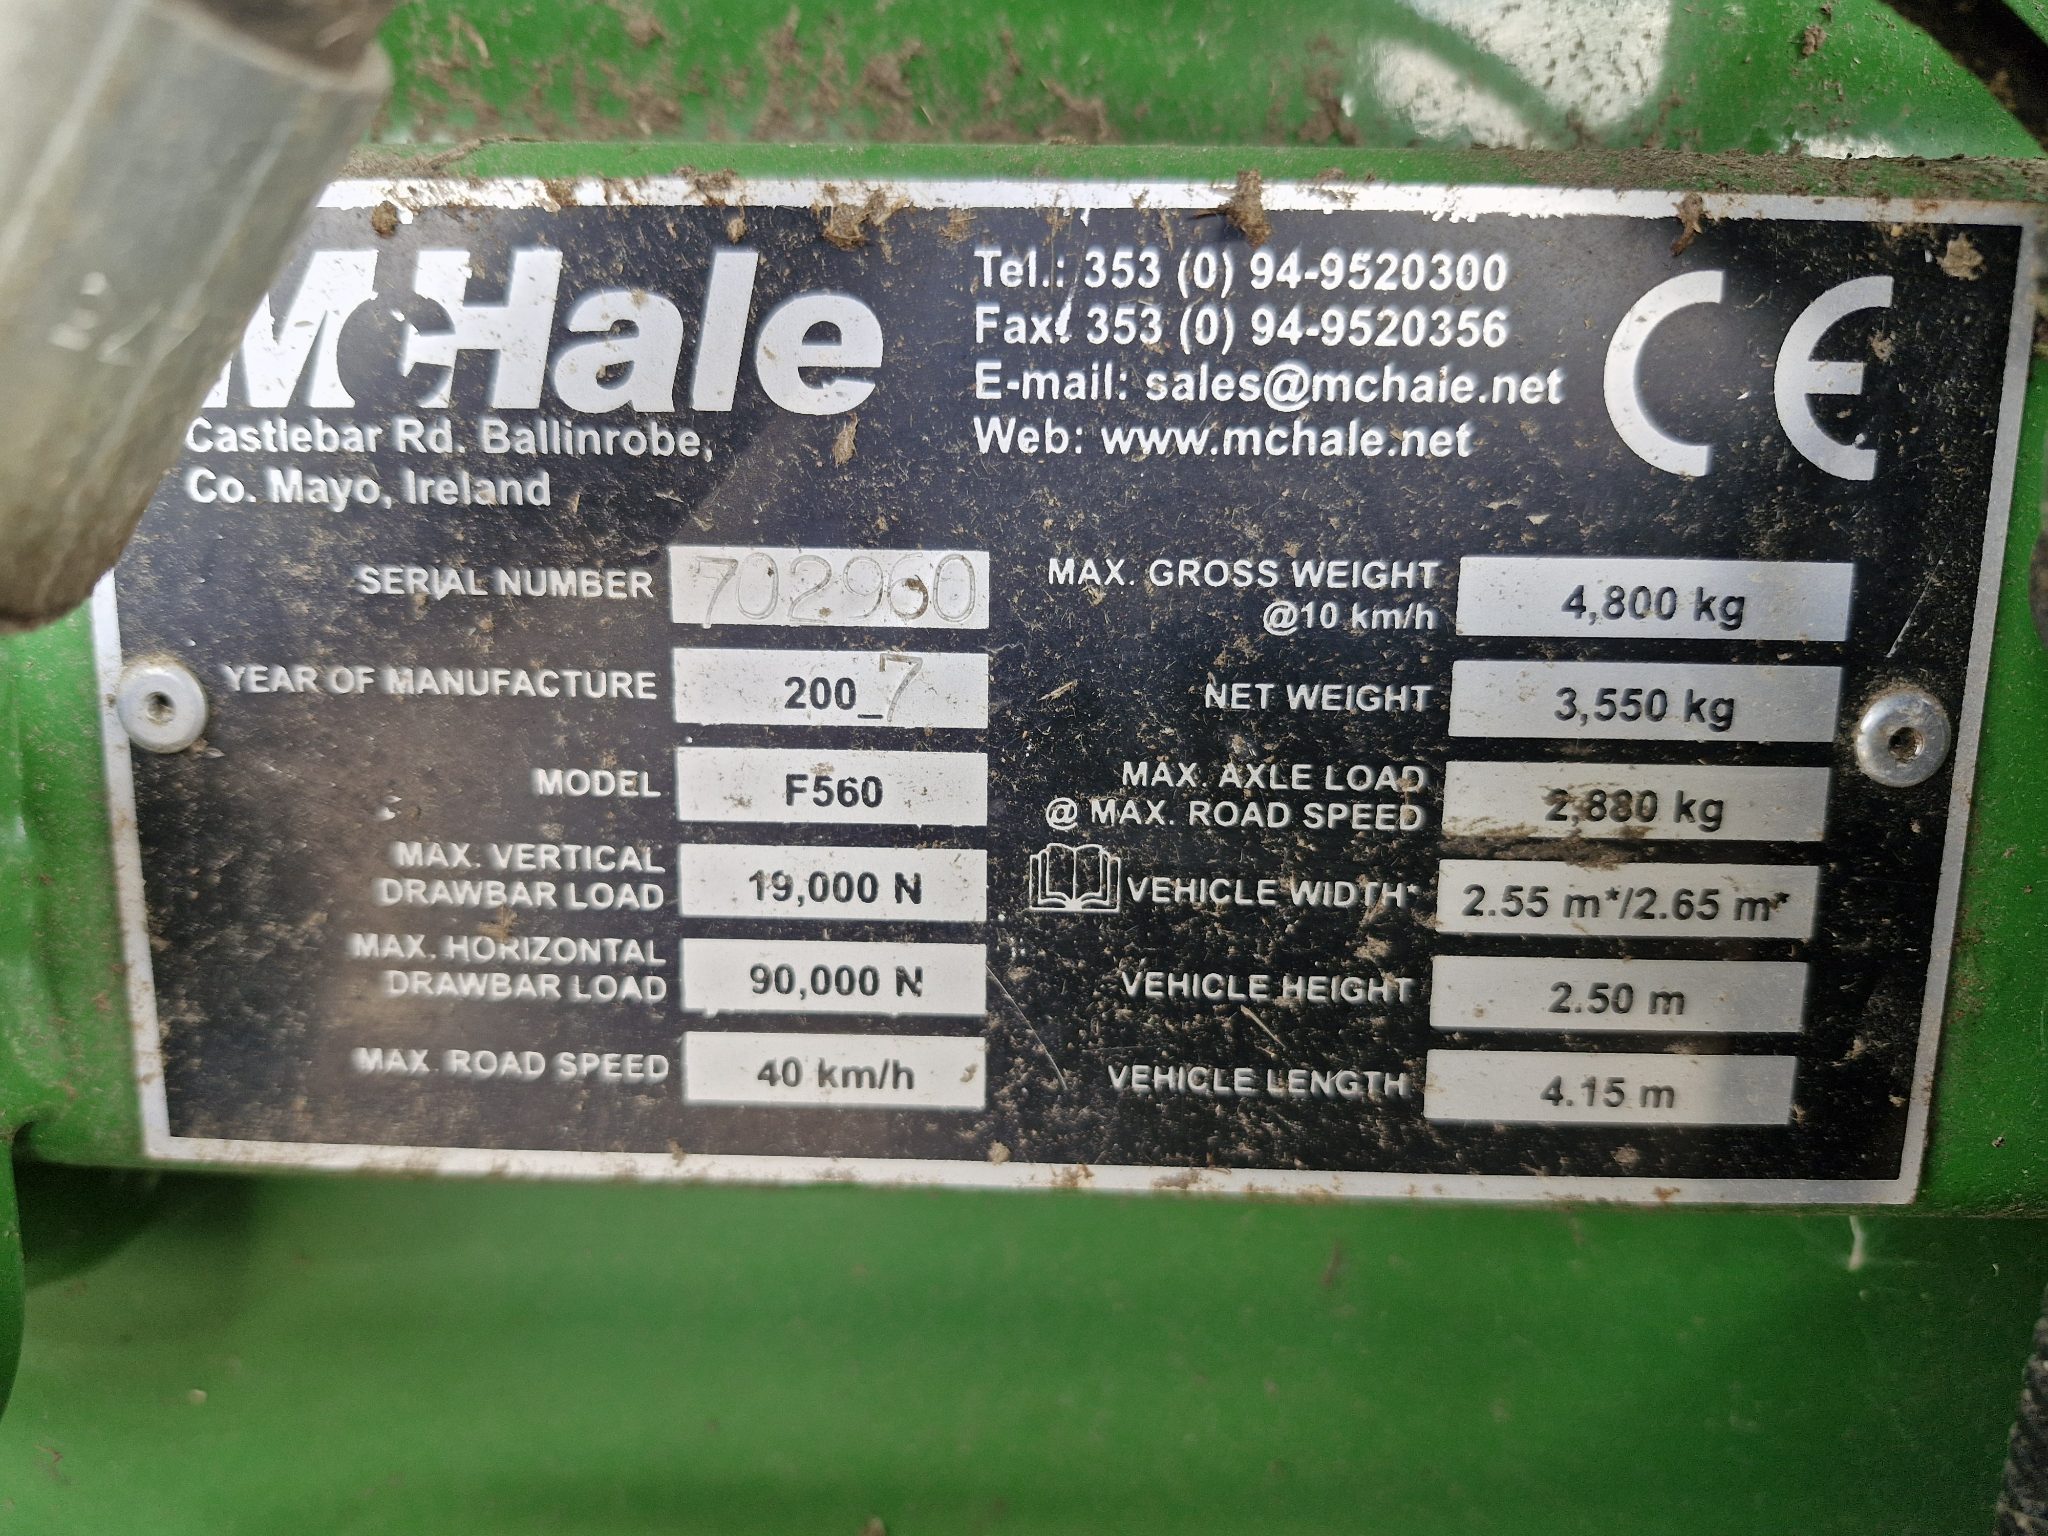 McHale
Castlebar Rd. Ballinrobe,
Co. Mayo, Ireland
Tel.: 353 (0) 94-9520300
Fax: 353 (0) 94-9520356
E-mail: sales@mchale.net
Web: www.mchale.net
CE
SERIAL NUMBER 702960
YEAR OF MANUFACTURE 200_7
MODEL F560
MAX. VERTICAL
DRAWBAR LOAD 19,000 N
MAX. HORIZONTAL
DRAWBAR LOAD 90,000 N
MAX. ROAD SPEED 40 km/h
MAX. GROSS WEIGHT
@10 km/h 4,800 kg
NET WEIGHT 3,550 kg
MAX. AXLE LOAD
@ MAX. ROAD SPEED 2,880 kg
VEHICLE WIDTH* 2.55 m*/2.65 m*
VEHICLE HEIGHT 2.50 m
VEHICLE LENGTH 4.15 m